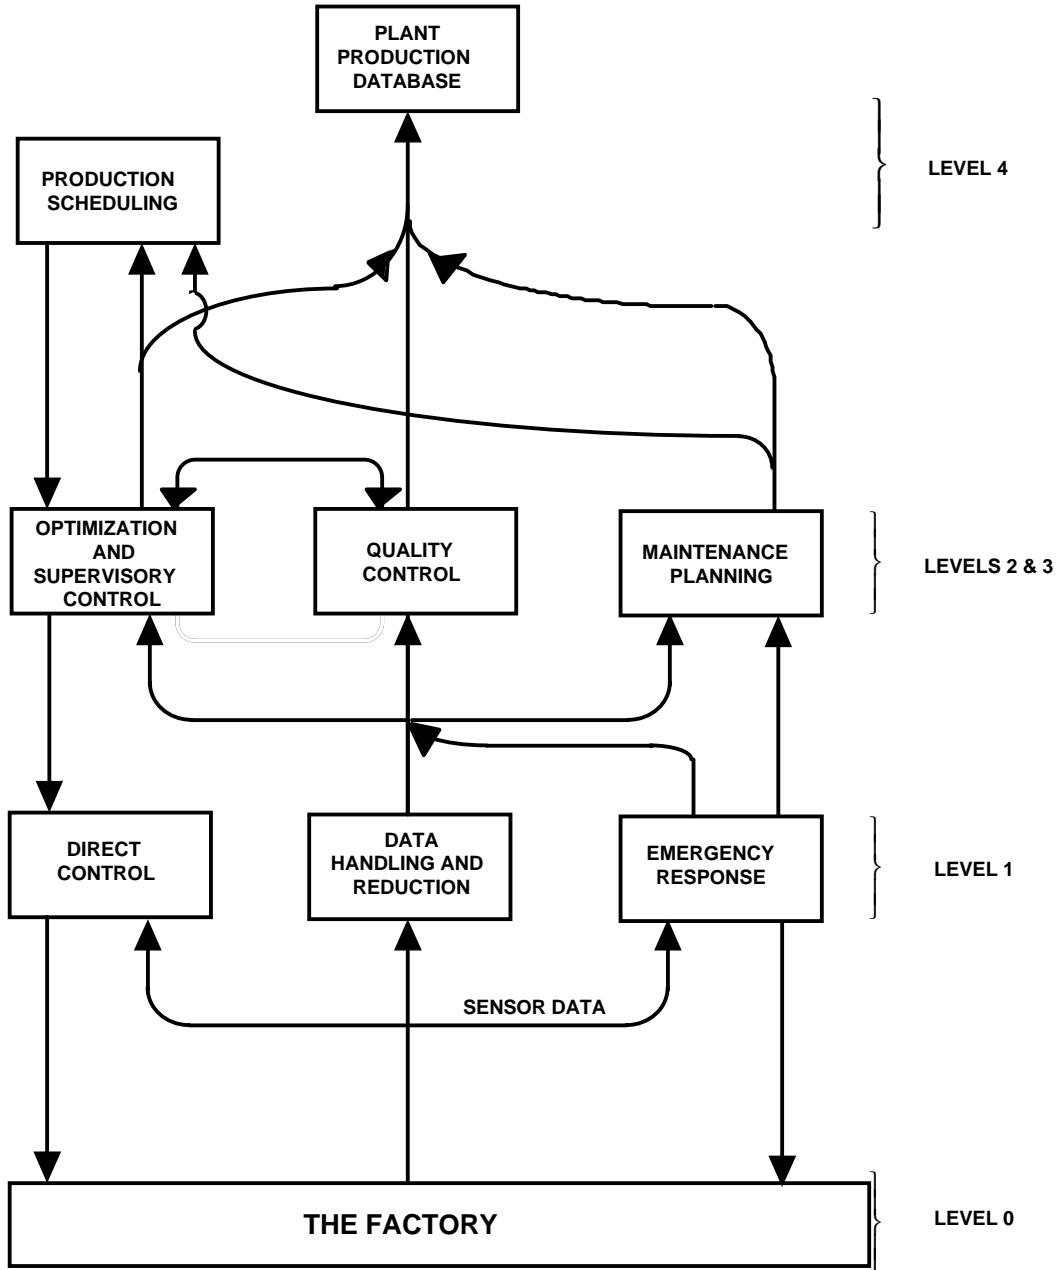 PLANT
PRODUCTION
DATABASE
LEVEL 4
PRODUCTION
SCHEDULING
OPTIMIZATION
AND
SUPERVISORY
CONTROL
QUALITY
CONTROL
MAINTENANCE
PLANNING
LEVELS 2 & 3
DIRECT
CONTROL
DATA
HANDLING AND
REDUCTION
EMERGENCY
RESPONSE
LEVEL 1
SENSOR DATA
THE FACTORY
LEVEL 0